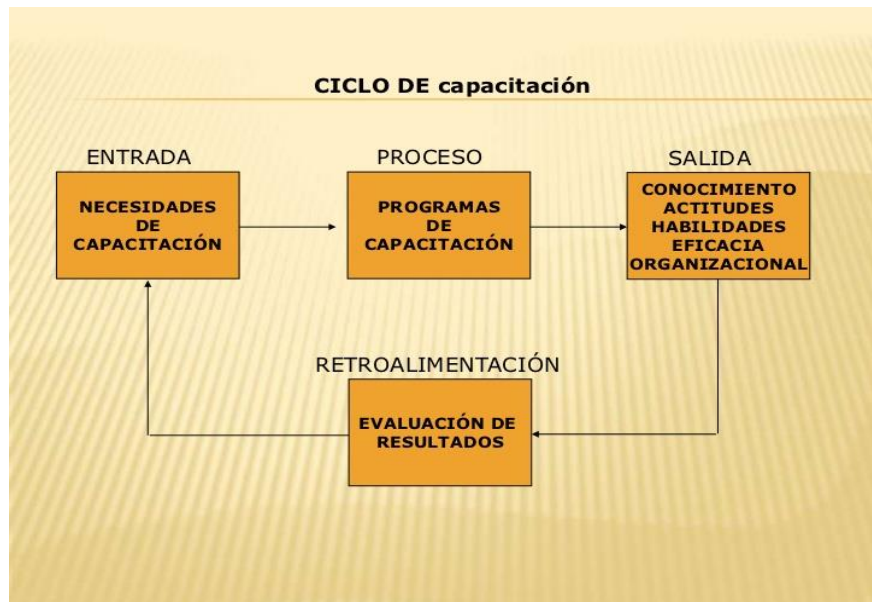 CICLO DE capacitación
ENTRADA
NECESIDADES
DE
CAPACITACIÓN
PROCESO
PROGRAMAS
DE
CAPACITACIÓN
SALIDA
CONOCIMIENTO
ACTITUDES
HABILIDADES
EFICACIA
ORGANIZACIONAL
RETROALIMENTACIÓN
EVALUACIÓN DE
RESULTADOS